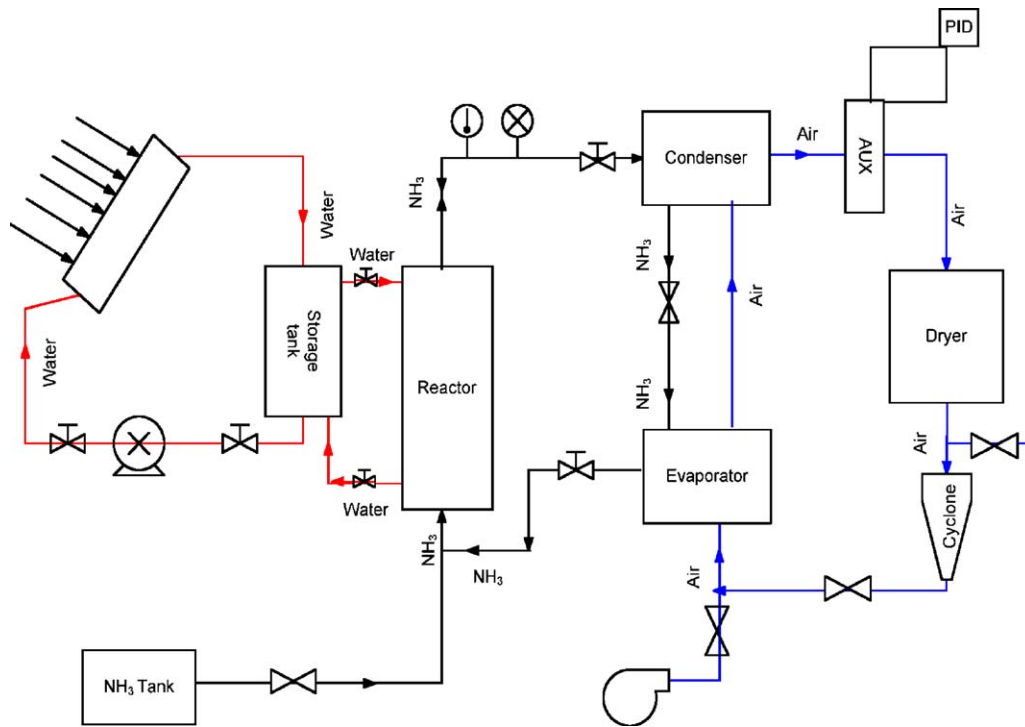 PID
Air
AUX
Condenser
NH₃
Water
Water
Air
NH₃
Storage
tank
Reactor
Air
Dryer
Water
NH₃
Air
Evaporator
Water
Cyclone
NH₃
NH₃
Air
NH₃ Tank